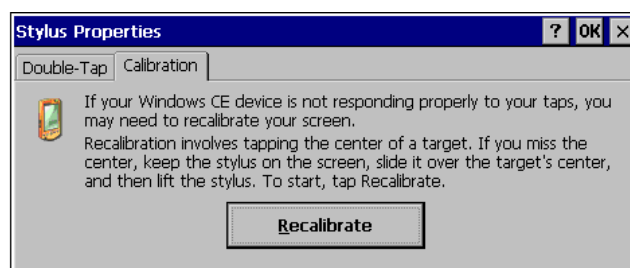 Stylus Properties ? OK ×
Double-Tap Calibration
If your Windows CE device is not responding properly to your taps, you
may need to recalibrate your screen.
Recalibration involves tapping the center of a target. If you miss the
center, keep the stylus on the screen, slide it over the target's center,
and then lift the stylus. To start, tap Recalibrate.
Recalibrate